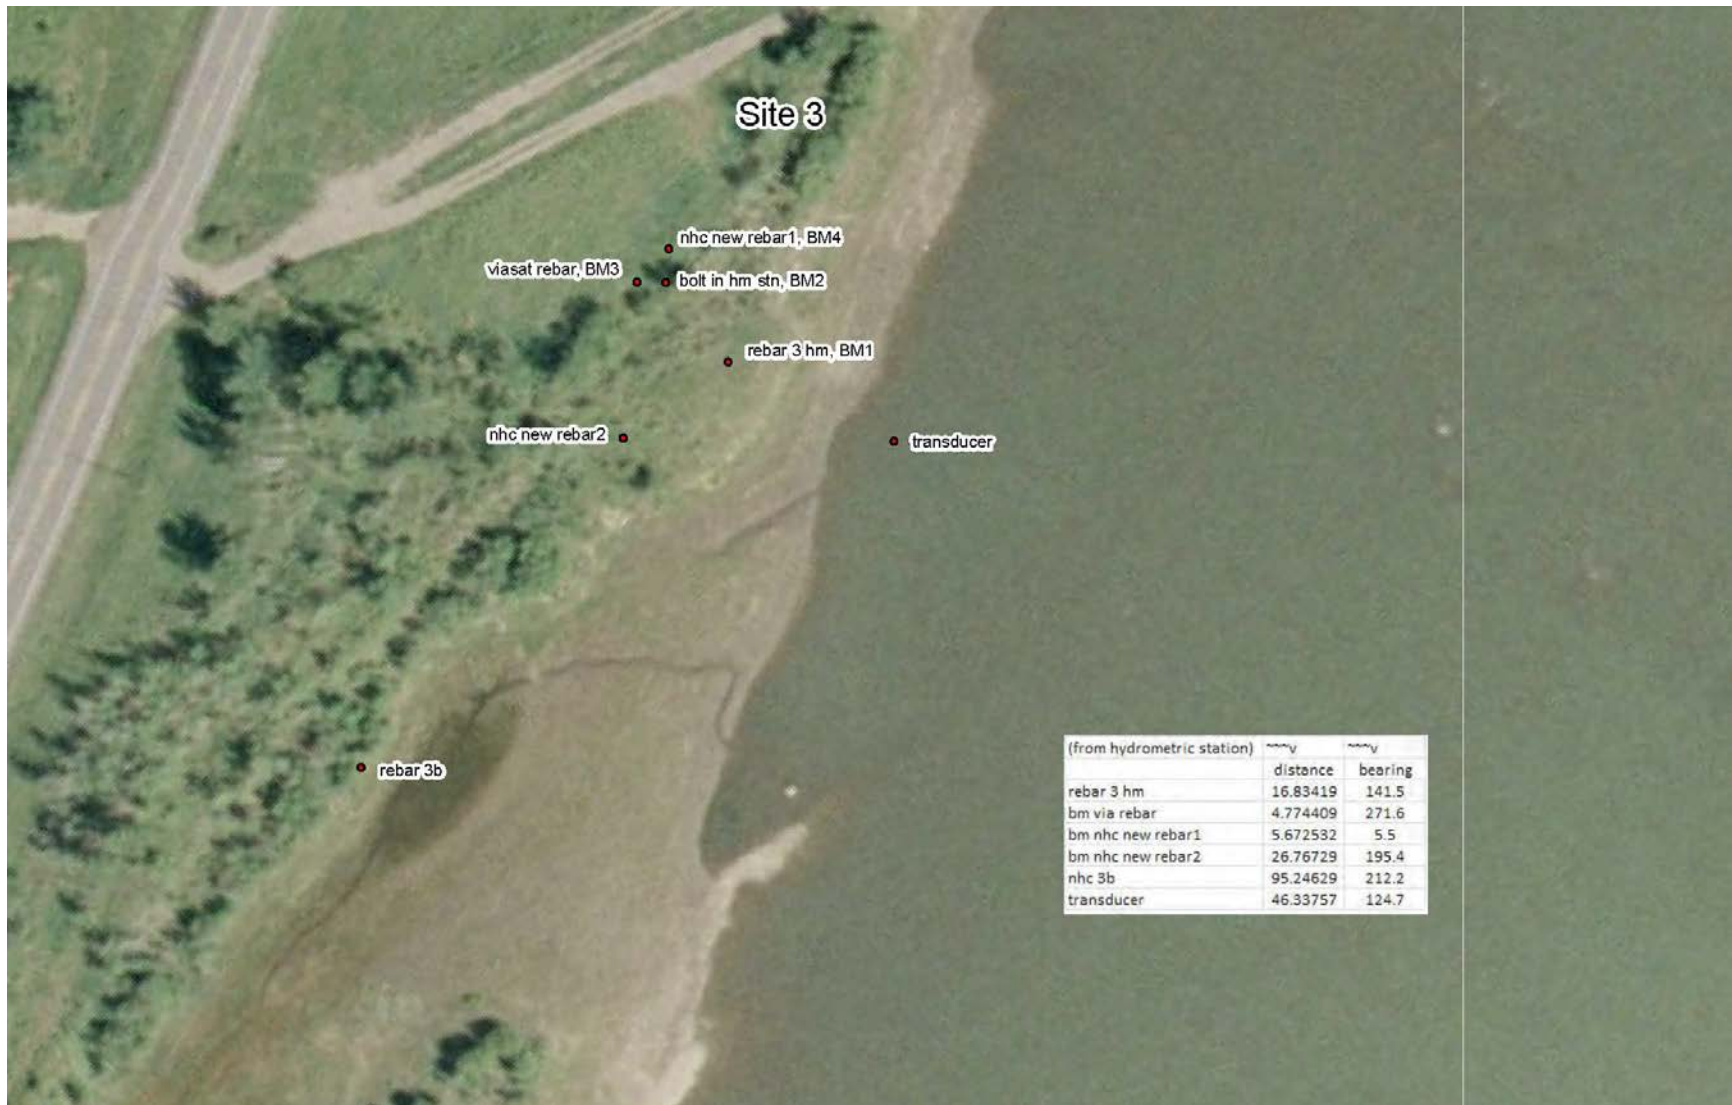 Site 3
nhc new rebar1, BM4
viasat rebar, BM3
bolt in hm stn, BM2
rebar 3 hm, BM1
nhc new rebar2
transducer
rebar 3b
(from hydrometric station) ~~~v ~~~v
distance bearing
rebar 3 hm 16.83419 141.5
bm via rebar 4.774409 271.6
bm nhc new rebar1 5.672532 5.5
bm nhc new rebar2 26.76729 195.4
nhc 3b 95.24629 212.2
transducer 46.33757 124.7